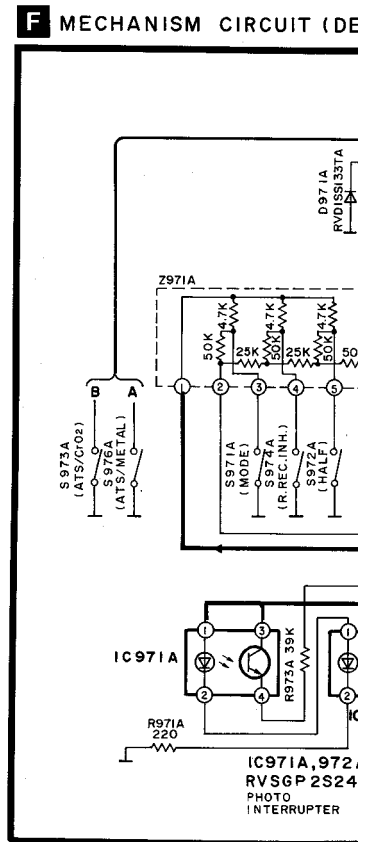 F MECHANISM CIRCUIT (DE
D971A
RVD1SS133TA
Z971A
4.7K
4.7K
4.7K
50K
50K
50K
25K
25K
50
1
2
3
4
5
B
A
S973A
(ATS/CrO2)
S976A
(ATS/METAL)
S971A
(MODE)
S974A
(R.REC.INH.)
S972A
(HALF)
IC971A
1
3
2
4
R973A 39K
1
2
IC
R971A
220
IC971A,972
RVSGP2S24
PHOTO
INTERRUPTER